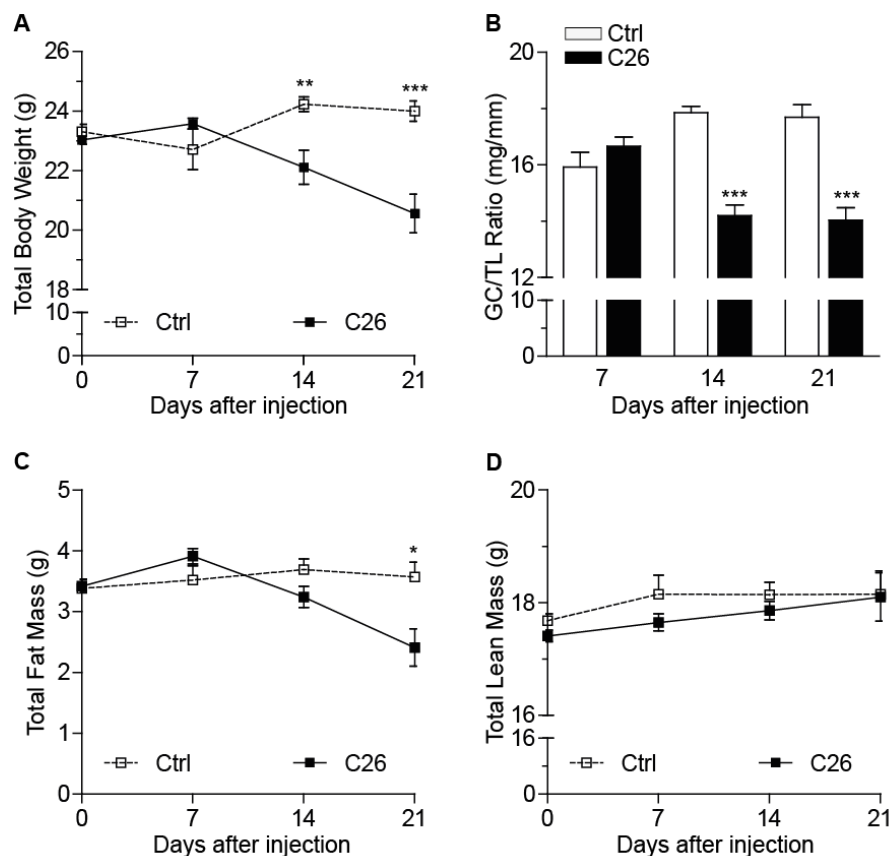 A
Total Body Weight (g)
26
24
22
20
18
10
0
** ***
Ctrl C26
0 7 14 21
Days after injection
B
Ctrl
C26
GC/TL Ratio (mg/mm)
20
16
12
10
0
*** ***
7 14 21
Days after injection
C
Total Fat Mass (g)
5
4
3
2
1
0
*
Ctrl C26
0 7 14 21
Days after injection
D
Total Lean Mass (g)
20
18
16
16
0
Ctrl C26
0 7 14 21
Days after injection